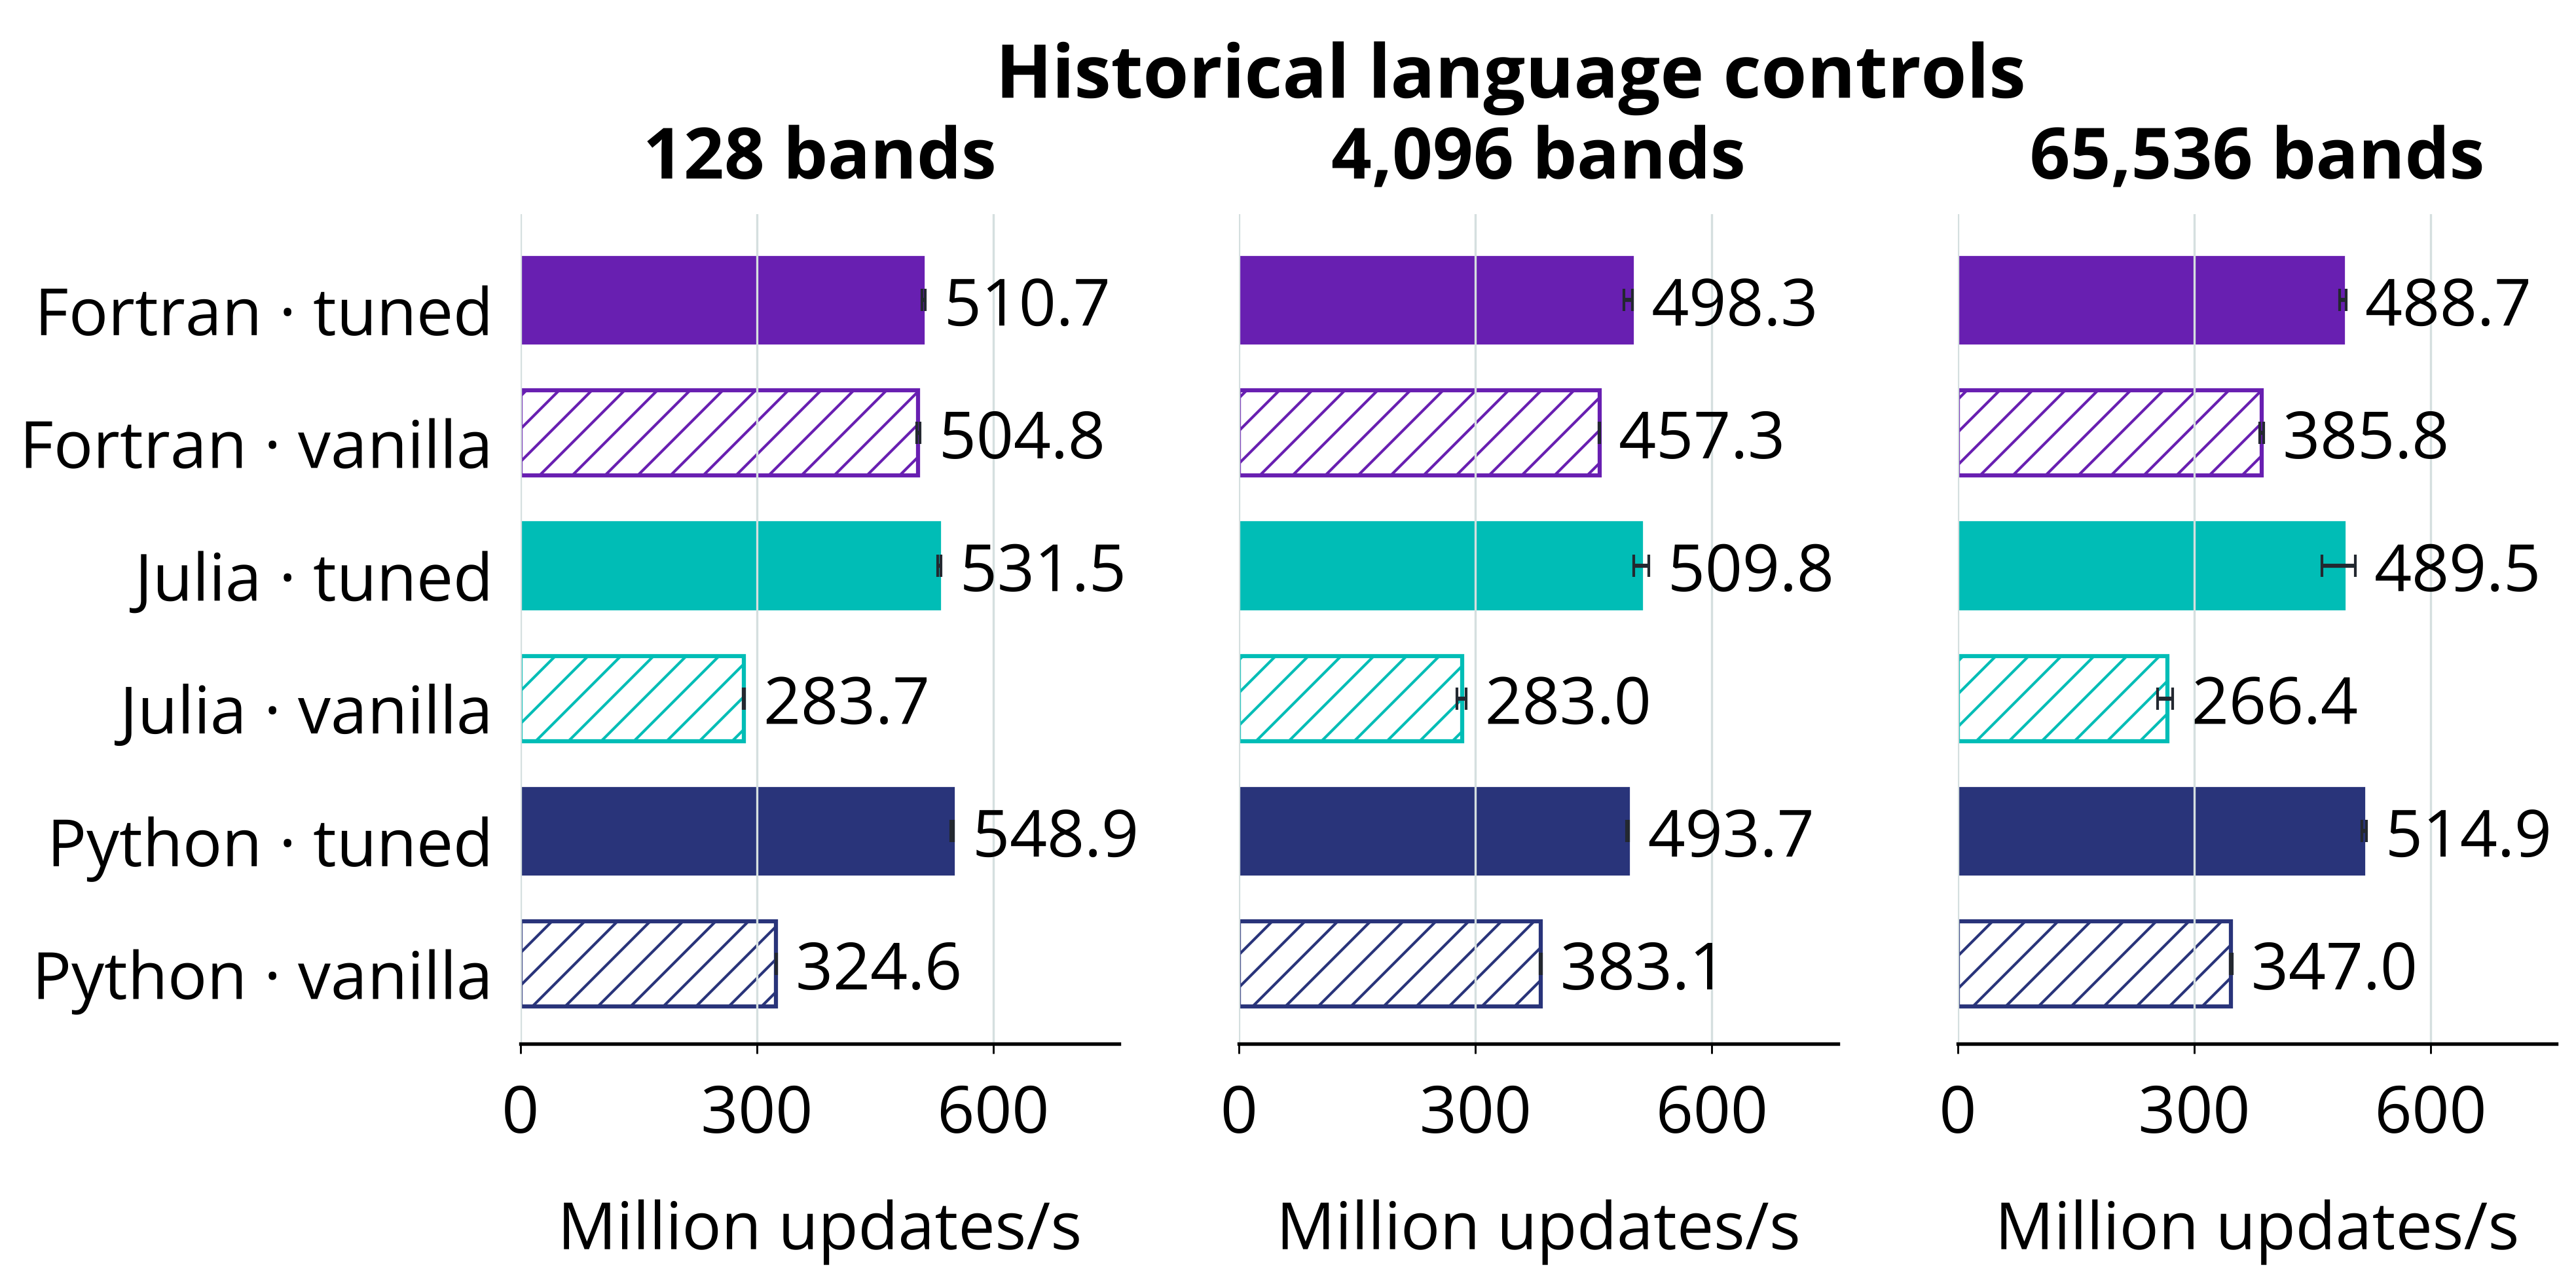 Historical language controls
128 bands
4,096 bands
65,536 bands
Fortran · tuned
510.7
498.3
488.7
Fortran · vanilla
504.8
457.3
385.8
Julia · tuned
531.5
509.8
489.5
Julia · vanilla
283.7
283.0
266.4
Python · tuned
548.9
493.7
514.9
Python · vanilla
324.6
383.1
347.0
0 300 600
0 300 600
0 300 600
Million updates/s
Million updates/s
Million updates/s